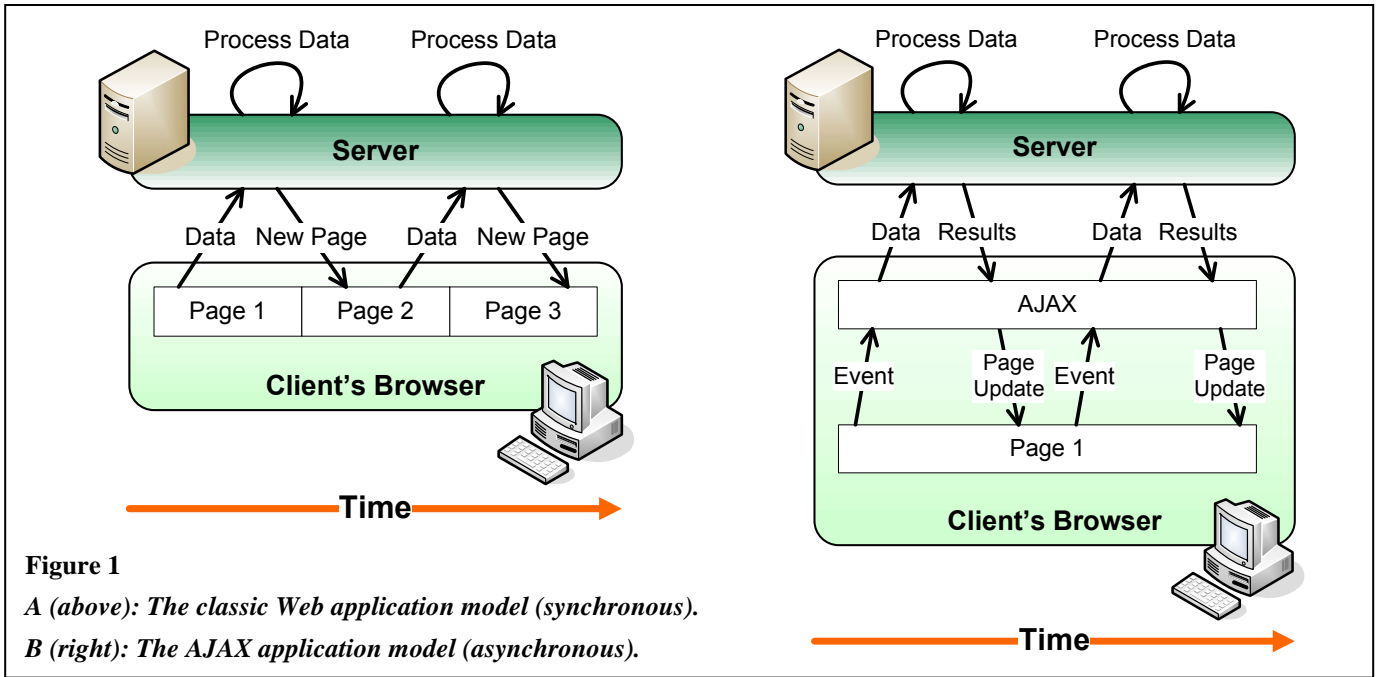 Process Data Process Data
Server
Data New Page Data New Page
Page 1 Page 2 Page 3
Client's Browser
Time
Figure 1
A (above): The classic Web application model (synchronous).
B (right): The AJAX application model (asynchronous).
Process Data Process Data
Server
Data Results Data Results
AJAX
Event Page Update Event Page Update
Page 1
Client's Browser
Time